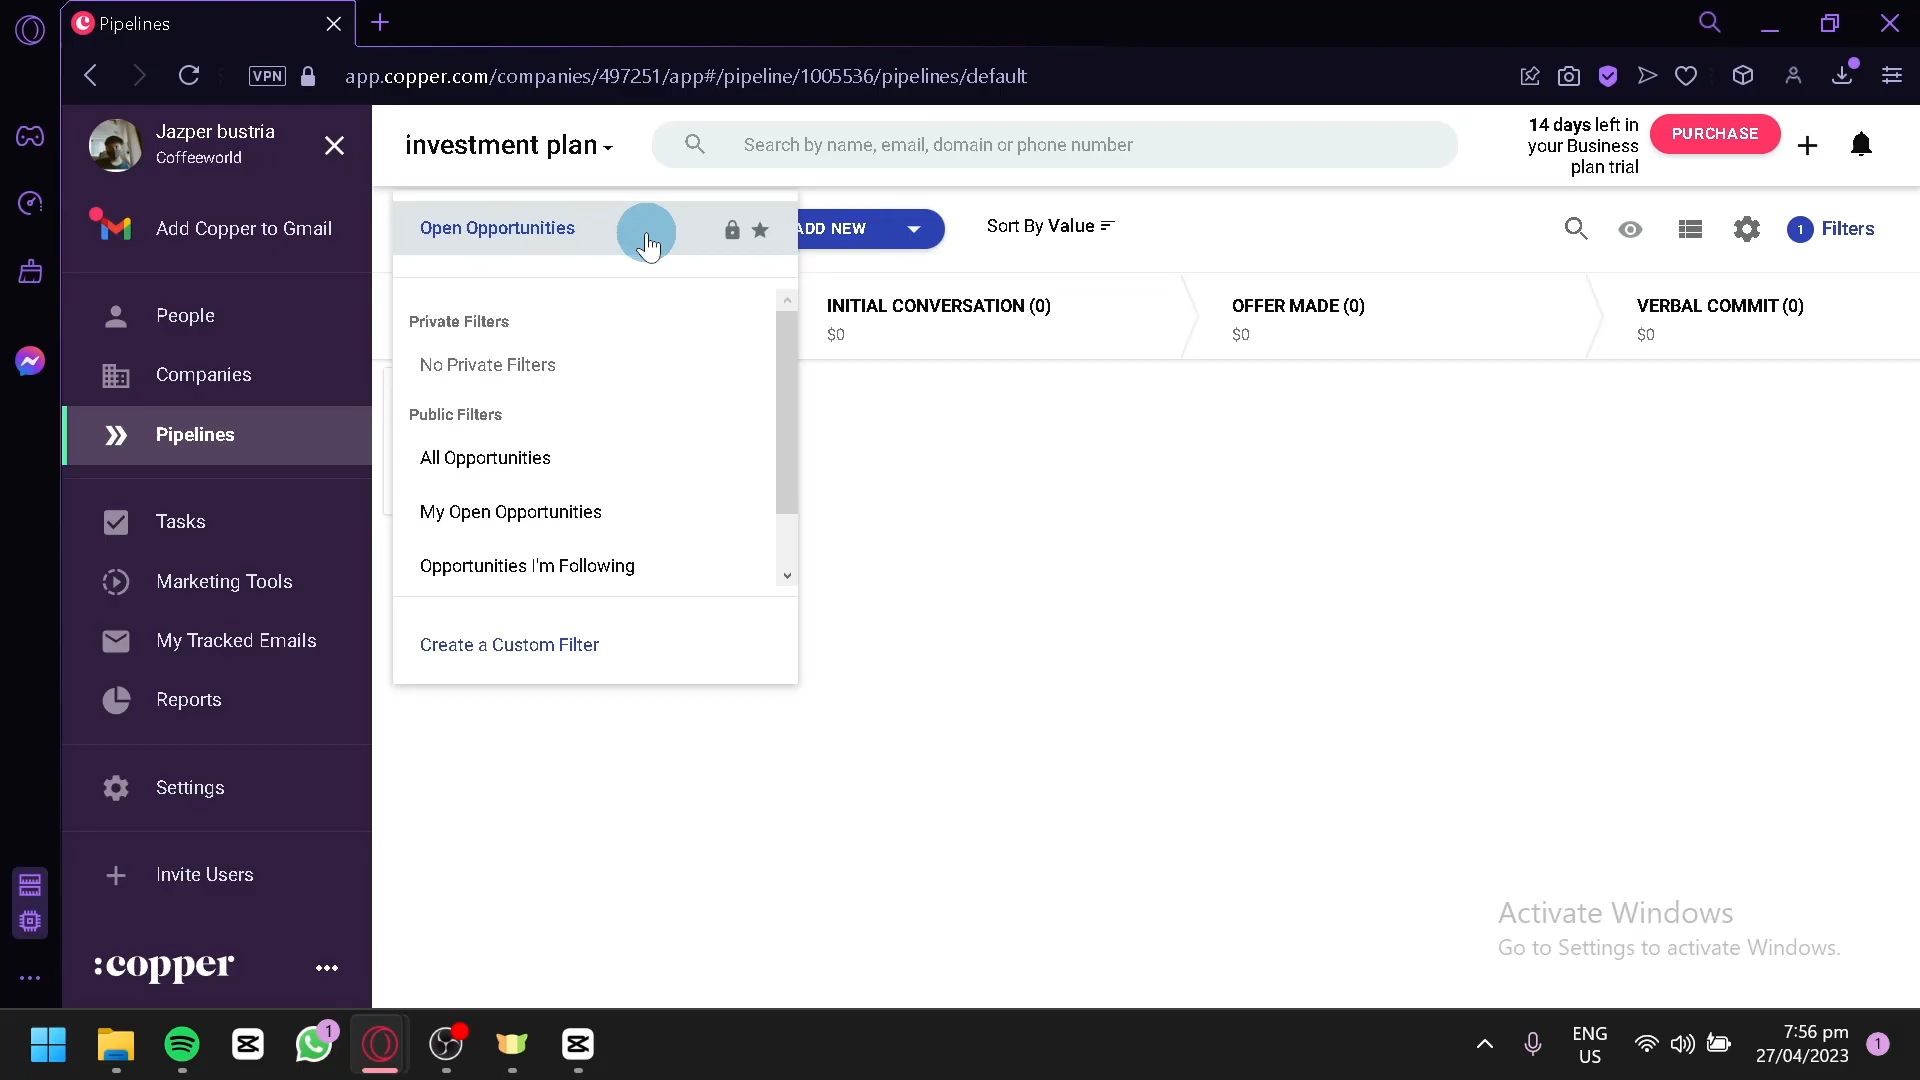 Pipelines
VPN
app.copper.com/companies/497251/app#/pipeline/1005536/pipelines/default
Jazper bustria
Coffeeworld
Add Copper to Gmail
People
Companies
Pipelines
Tasks
Marketing Tools
My Tracked Emails
Reports
Settings
Invite Users
:copper
investment plan
Search by name, email, domain or phone number
14 days left in
your Business
plan trial
PURCHASE
Open Opportunities
ADD NEW
Sort By Value
1
Filters
INITIAL CONVERSATION (0)
$0
OFFER MADE (0)
$0
VERBAL COMMIT (0)
$0
Private Filters
No Private Filters
Public Filters
All Opportunities
My Open Opportunities
Opportunities I'm Following
Create a Custom Filter
Activate Windows
Go to Settings to activate Windows.
1
ENG
US
7:56 pm
27/04/2023
1